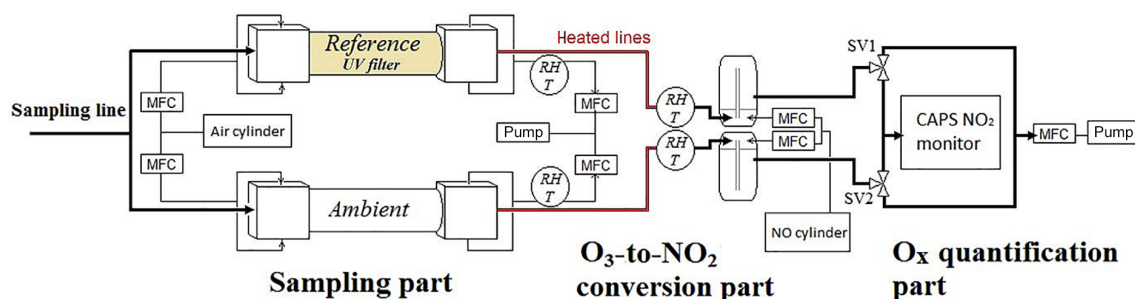 Reference
UV filter
Heated lines
RH
T
SV1
MFC
MFC
RH
T
MFC
CAPS NO₂
monitor
Sampling line
Air cylinder
Pump
MFC
Pump
MFC
MFC
MFC
RH
T
RH
T
Ambient
SV2
NO cylinder
Sampling part
O₃-to-NO₂
conversion part
Oₓ quantification
part